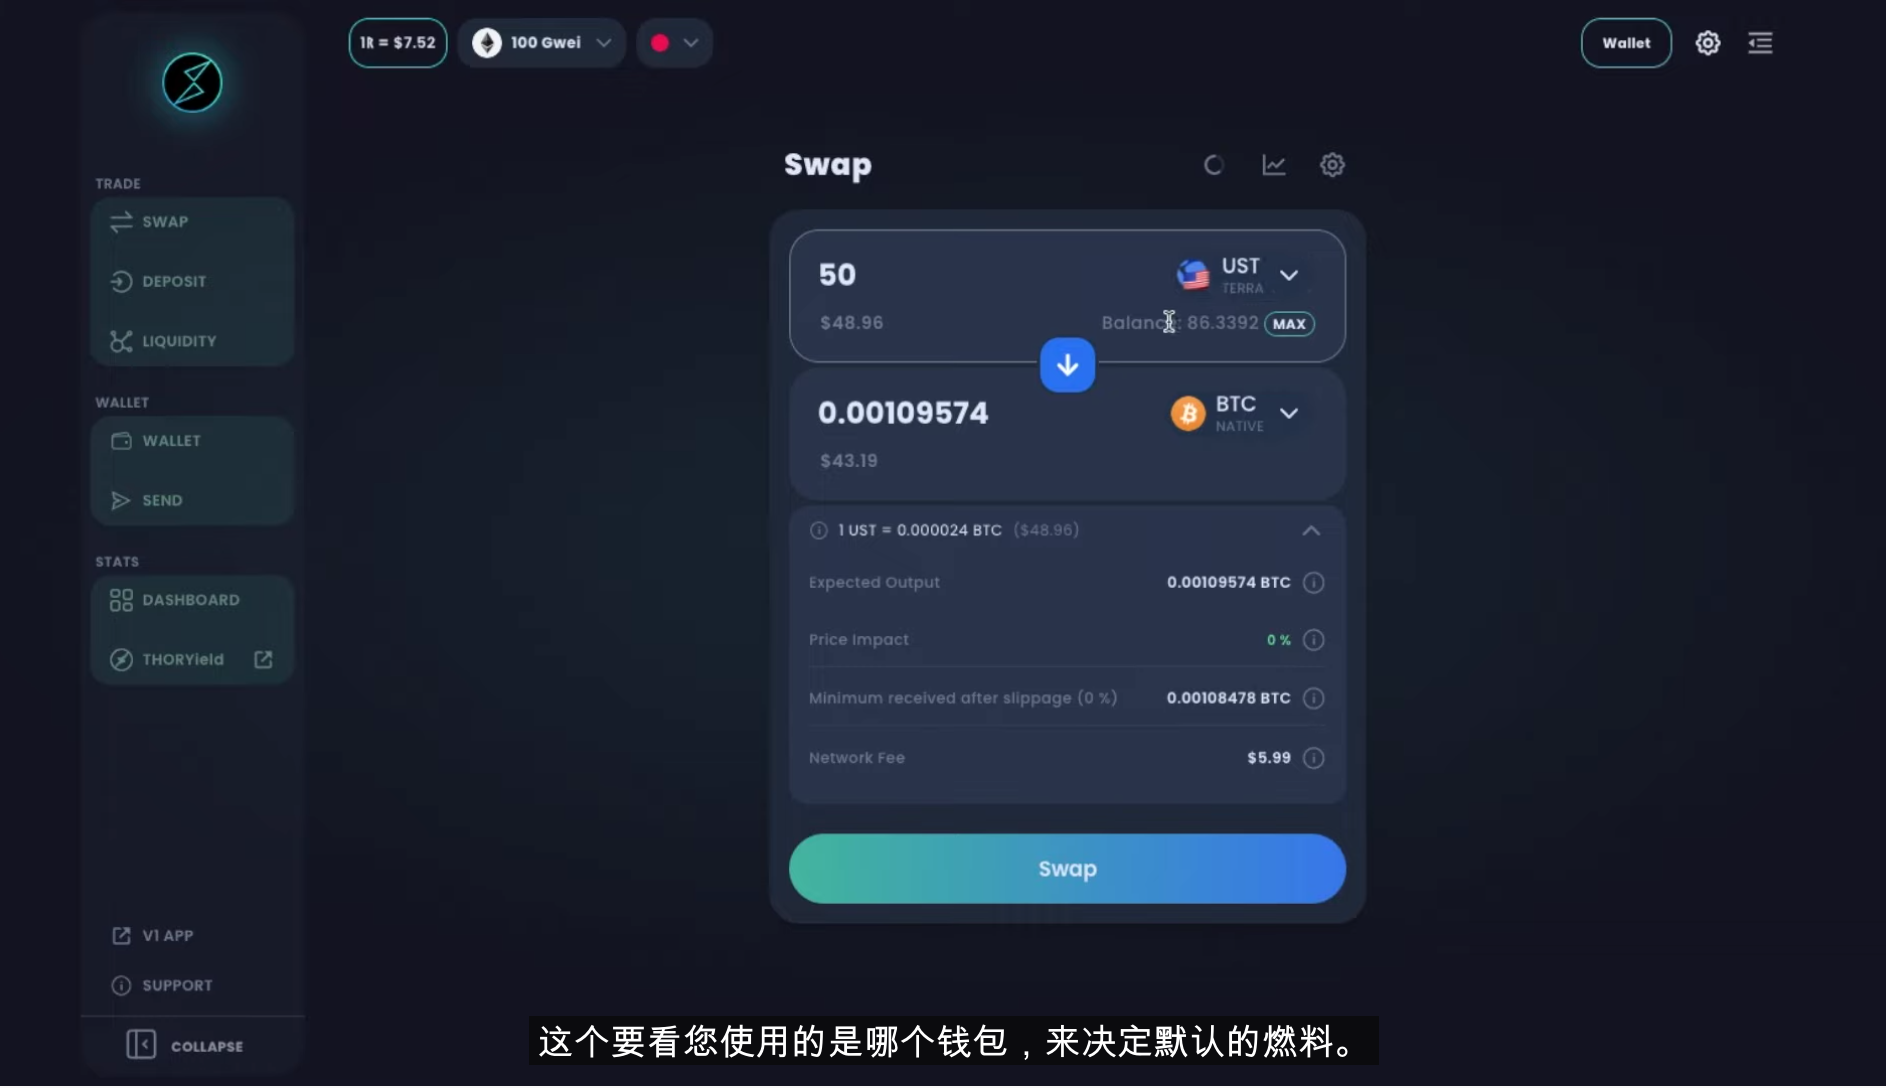 1R = $7.52
100 Gwei
Wallet
TRADE
SWAP
DEPOSIT
LIQUIDITY
WALLET
WALLET
SEND
STATS
DASHBOARD
THORYield
V1 APP
SUPPORT
COLLAPSE
Swap
50
UST
TERRA
$48.96
Balance: 86.3392 MAX
0.00109574
BTC
NATIVE
$43.19
1 UST = 0.000024 BTC ($48.96)
Expected Output 0.00109574 BTC
Price Impact 0 %
Minimum received after slippage (0 %) 0.00108478 BTC
Network Fee $5.99
Swap
这个要看您使用的是哪个钱包，来决定默认的燃料。